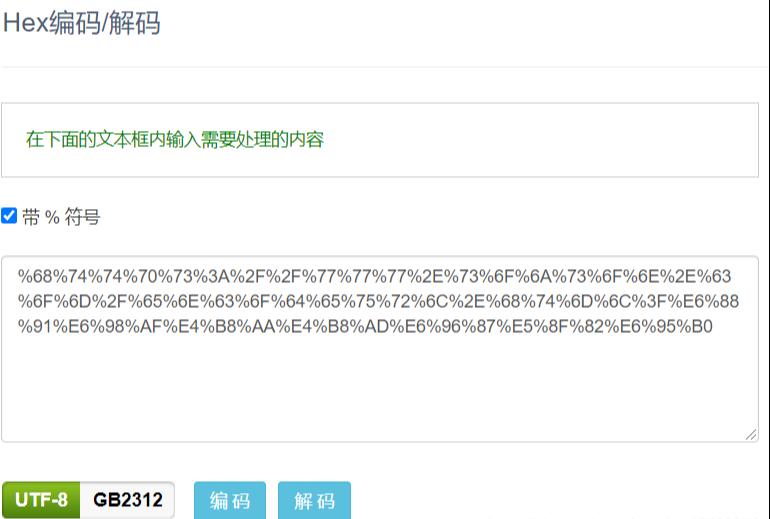 Hex编码/解码
在下面的文本框内输入需要处理的内容
带 % 符号
%68%74%74%70%73%3A%2F%2F%77%77%77%2E%73%6F%6A%73%6F%6E%2E%63
%6F%6D%2F%65%6E%63%6F%64%65%75%72%6C%2E%68%74%6D%6C%3F%E6%88
%91%E6%98%AF%E4%B8%AA%E4%B8%AD%E6%96%87%E5%8F%82%E6%95%B0
UTF-8 GB2312 编码 解码